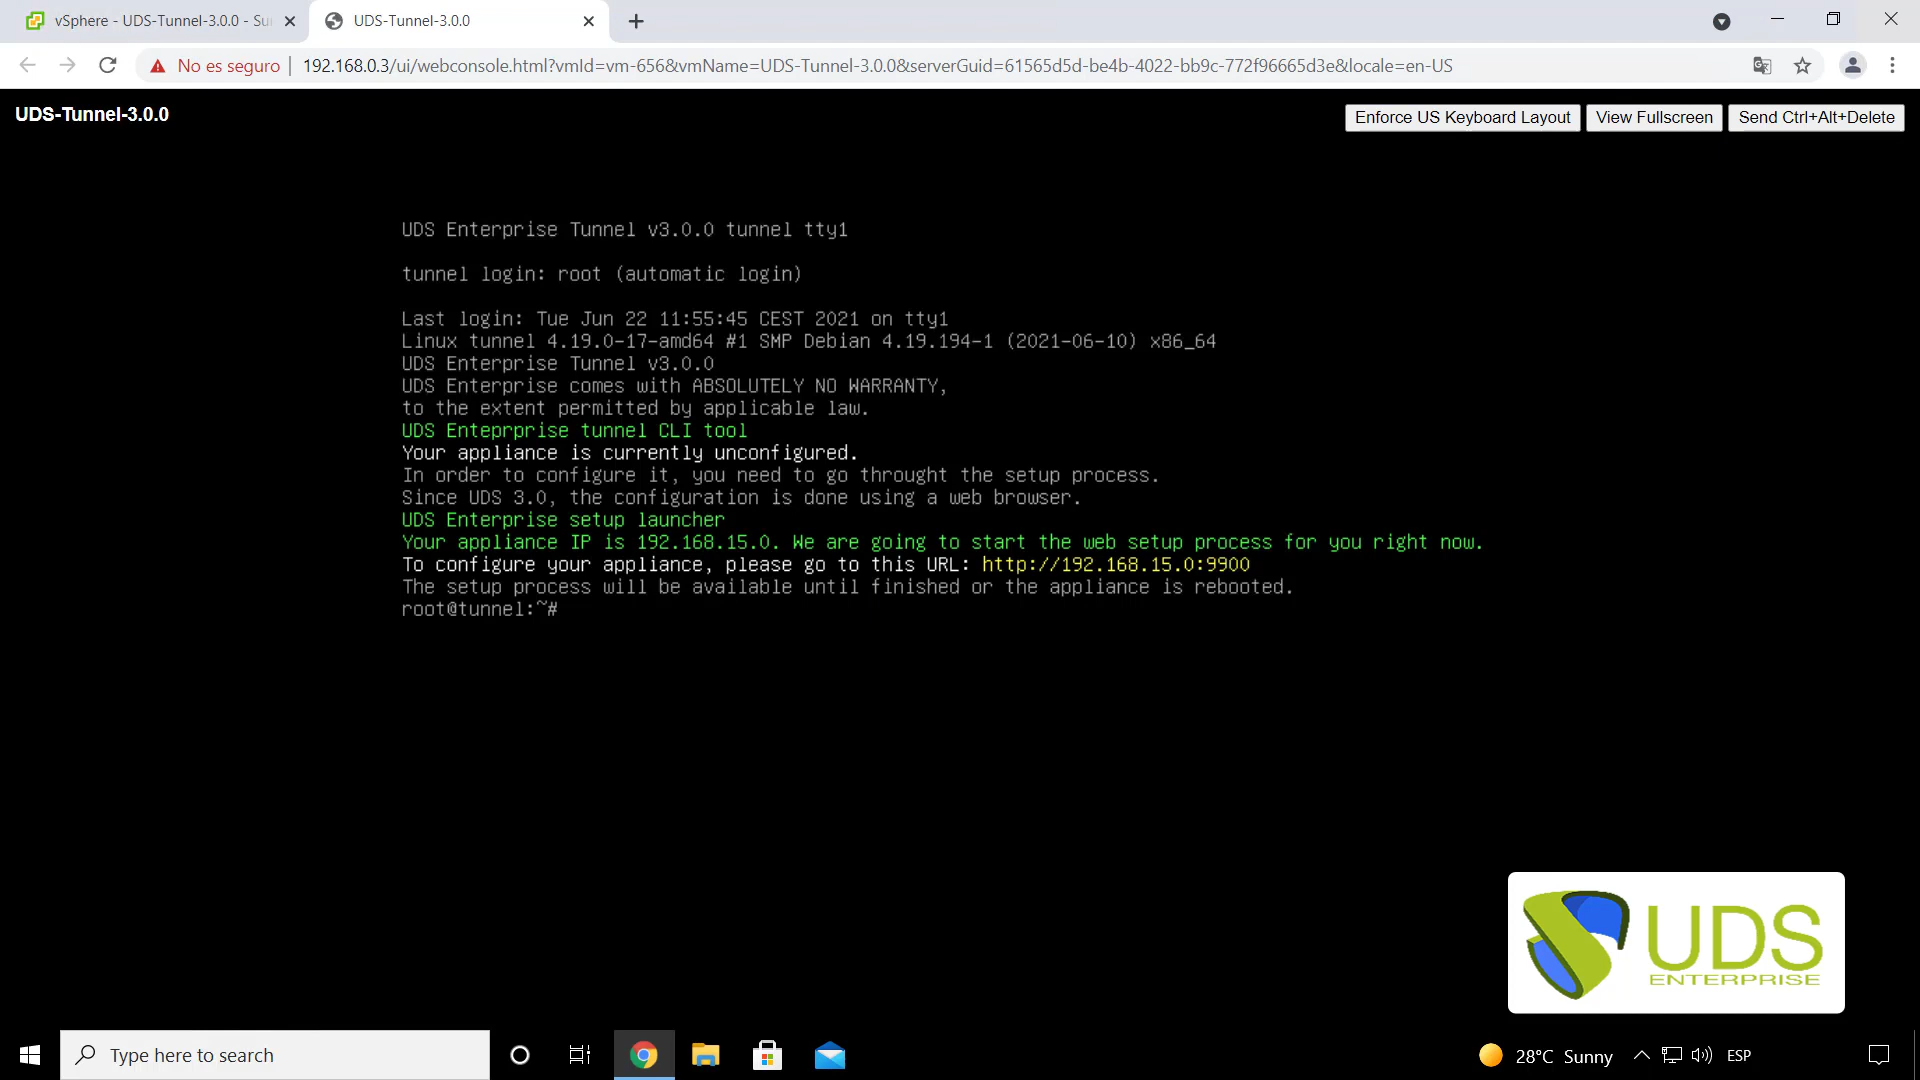 vSphere - UDS-Tunnel-3.0.0 - Su
UDS-Tunnel-3.0.0
No es seguro
192.168.0.3/ui/webconsole.html?vmId=vm-656&vmName=UDS-Tunnel-3.0.0&serverGuid=61565d5d-be4b-4022-bb9c-772f96665d3e&locale=en-US
UDS-Tunnel-3.0.0
Enforce US Keyboard Layout
View Fullscreen
Send Ctrl+Alt+Delete
UDS Enterprise Tunnel v3.0.0 tunnel tty1
tunnel login: root (automatic login)
Last login: Tue Jun 22 11:55:45 CEST 2021 on tty1
Linux tunnel 4.19.0-17-amd64 #1 SMP Debian 4.19.194-1 (2021-06-10) x86_64
UDS Enterprise Tunnel v3.0.0
UDS Enterprise comes with ABSOLUTELY NO WARRANTY,
to the extent permitted by applicable law.
UDS Enteprprise tunnel CLI tool
Your appliance is currently unconfigured.
In order to configure it, you need to go throught the setup process.
Since UDS 3.0, the configuration is done using a web browser.
UDS Enterprise setup launcher
Your appliance IP is 192.168.15.0. We are going to start the web setup process for you right now.
To configure your appliance, please go to this URL: http://192.168.15.0:9900
The setup process will be available until finished or the appliance is rebooted.
root@tunnel:~#
UDS
ENTERPRISE
Type here to search
28°C Sunny
ESP